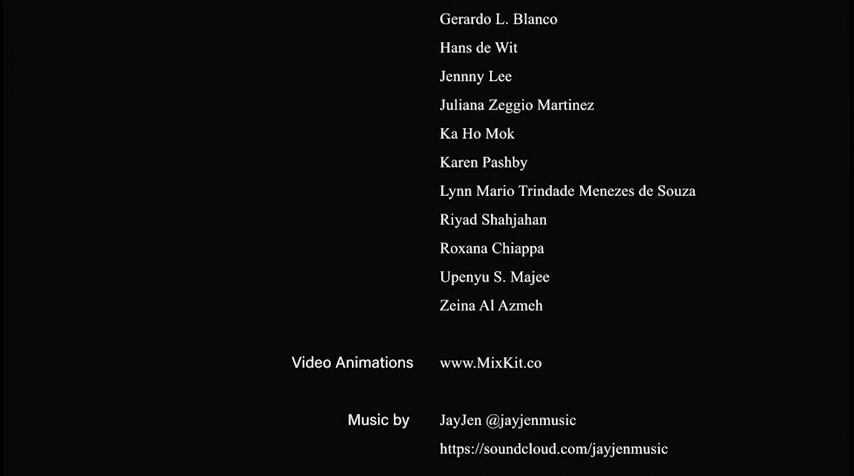 Gerardo L. Blanco
Hans de Wit
Jennny Lee
Juliana Zeggio Martinez
Ka Ho Mok
Karen Pashby
Lynn Mario Trindade Menezes de Souza
Riyad Shahjahan
Roxana Chiappa
Upenyu S. Majee
Zeina Al Azmeh
Video Animations www.MixKit.co
Music by JayJen @jayjenmusic
https://soundcloud.com/jayjenmusic